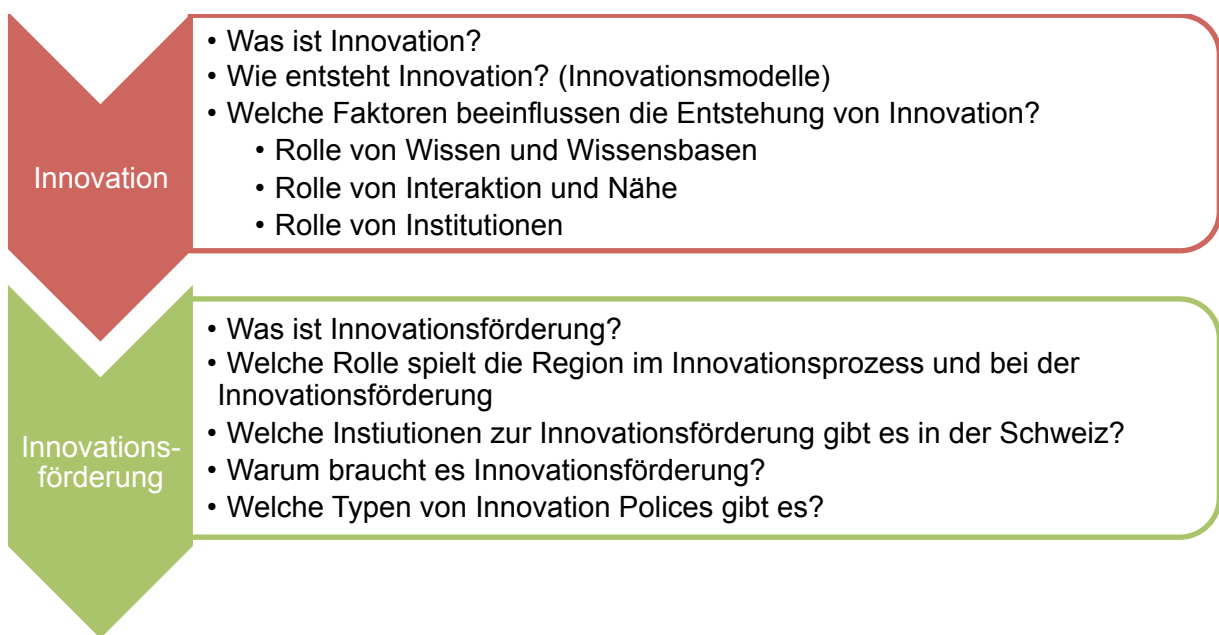 Innovation
• Was ist Innovation?
• Wie entsteht Innovation? (Innovationsmodelle)
• Welche Faktoren beeinflussen die Entstehung von Innovation?
• Rolle von Wissen und Wissensbasen
• Rolle von Interaktion und Nähe
• Rolle von Institutionen
Innovations-
förderung
• Was ist Innovationsförderung?
• Welche Rolle spielt die Region im Innovationsprozess und bei der
Innovationsförderung
• Welche Instiutionen zur Innovationsförderung gibt es in der Schweiz?
• Warum braucht es Innovationsförderung?
• Welche Typen von Innovation Polices gibt es?